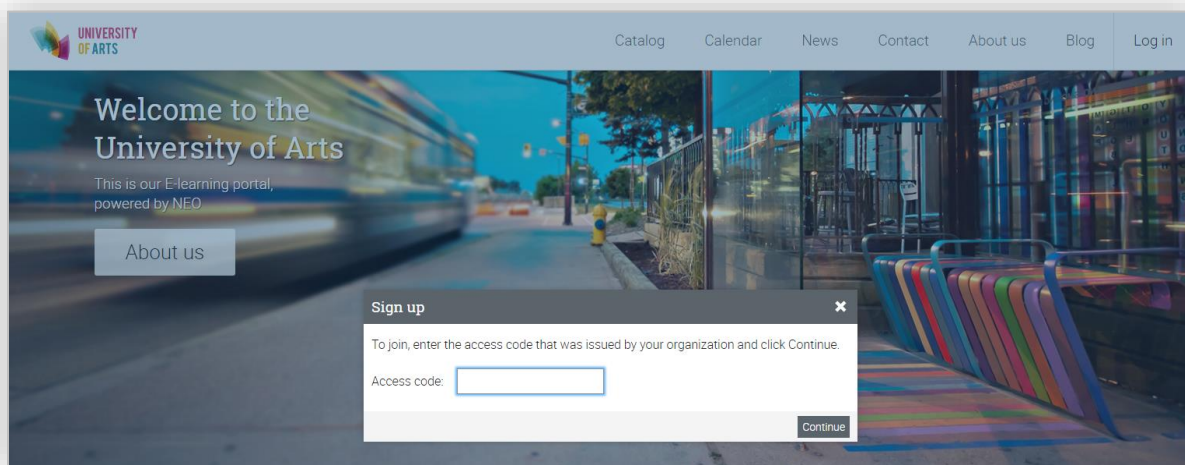 UNIVERSITY
OF ARTS
Catalog Calendar News Contact About us Blog Log in
Welcome to the
University of Arts
This is our E-learning portal,
powered by NEO
About us
Sign up
To join, enter the access code that was issued by your organization and click Continue.
Access code:
Continue